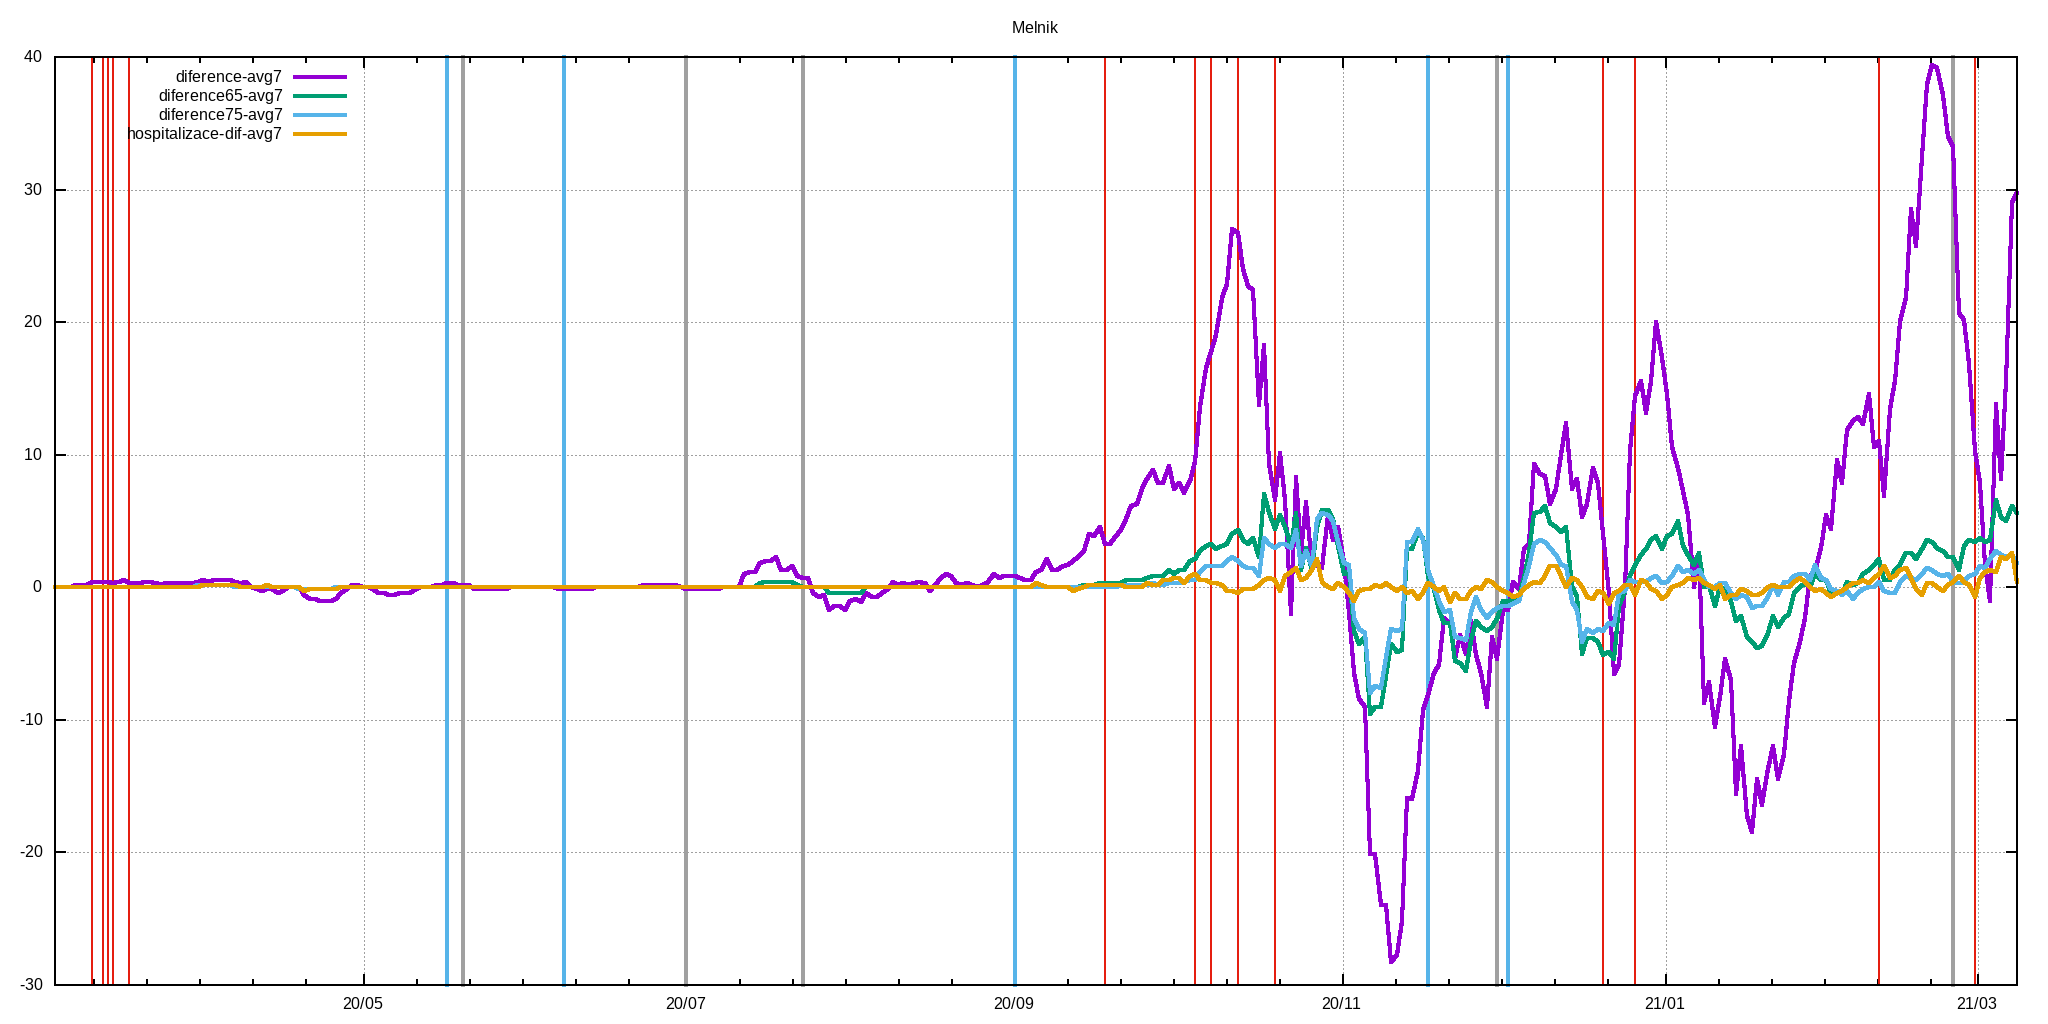 Melnik
40
diference-avg7
diference65-avg7
diference75-avg7
hospitalizace-dif-avg7
30
20
10
0
-10
-20
-30
20/05 20/07 20/09 20/11 21/01 21/03